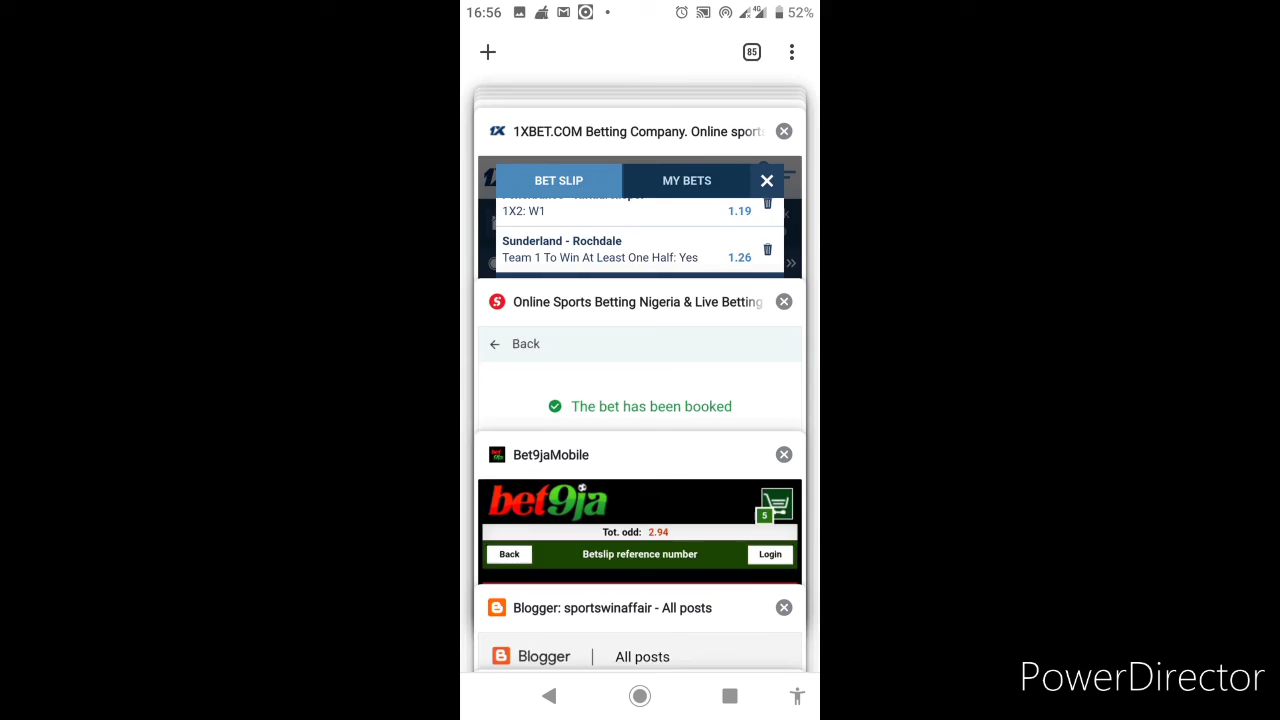 16:56 4G 52%
85
1XBET.COM Betting Company. Online sports
BET SLIP MY BETS
1X2: W1 1.19
Sunderland - Rochdale
Team 1 To Win At Least One Half: Yes 1.26
Online Sports Betting Nigeria & Live Betting
Back
The bet has been booked
Bet9jaMobile
bet9ja
5
Tot. odd: 2.94
Back Betslip reference number Login
Blogger: sportswinaffair - All posts
Blogger | All posts
PowerDirector